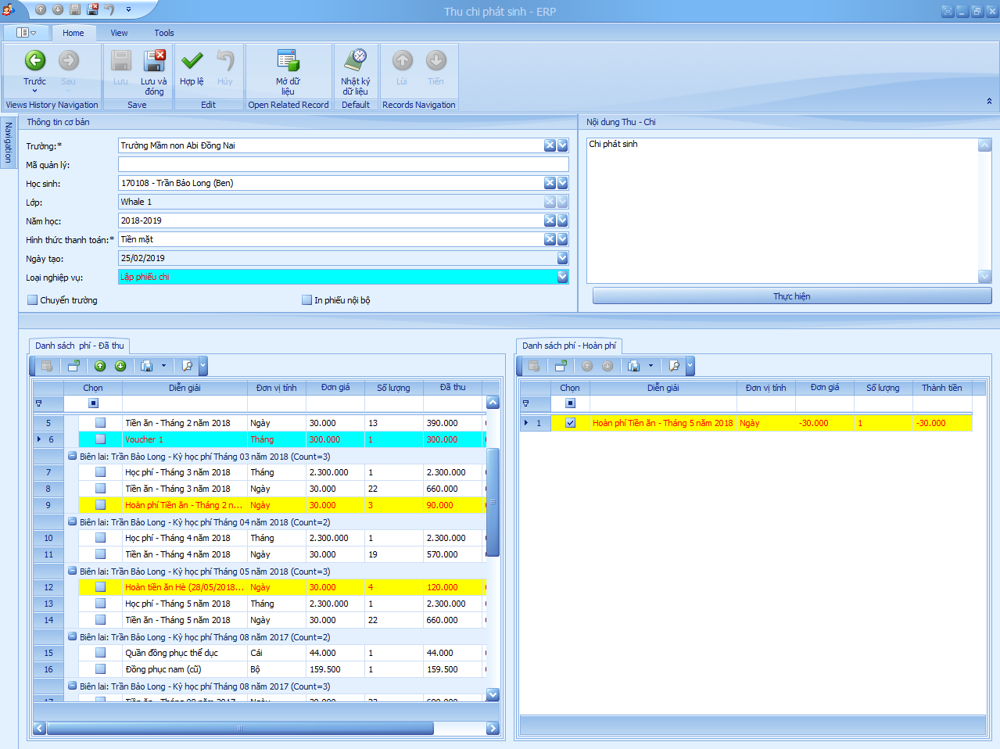 Thu chi phát sinh - ERP
Home View Tools
Trước Sau Lưu Lưu và đóng Hợp lệ Hủy Mở dữ liệu Nhật ký dữ liệu Lùi Tiến
Views History Navigation Save Edit Open Related Record Default Records Navigation
Navigation
Thông tin cơ bản
Trường:* Trường Mầm non Abi Đồng Nai
Mã quản lý:
Học sinh: 170108 - Trần Bảo Long (Ben)
Lớp: Whale 1
Năm học: 2018-2019
Hình thức thanh toán:* Tiền mặt
Ngày tạo: 25/02/2019
Loại nghiệp vụ: Lập phiếu chi
Chuyển trường In phiếu nội bộ
Nội dung Thu - Chi
Chi phát sinh
Thực hiện
Danh sách phí - Đã thu
Chọn Diễn giải Đơn vị tính Đơn giá Số lượng Đã thu
5 Tiền ăn - Tháng 2 năm 2018 Ngày 30.000 13 390.000
6 Voucher 1 Tháng 300.000 1 300.000
Biên lai: Trần Bảo Long - Kỳ học phí Tháng 03 năm 2018 (Count=3)
7 Học phí - Tháng 3 năm 2018 Tháng 2.300.000 1 2.300.000
8 Tiền ăn - Tháng 3 năm 2018 Ngày 30.000 22 660.000
9 Hoàn phí Tiền ăn - Tháng 2 n... Ngày 30.000 3 90.000
Biên lai: Trần Bảo Long - Kỳ học phí Tháng 04 năm 2018 (Count=2)
10 Học phí - Tháng 4 năm 2018 Tháng 2.300.000 1 2.300.000
11 Tiền ăn - Tháng 4 năm 2018 Ngày 30.000 19 570.000
Biên lai: Trần Bảo Long - Kỳ học phí Tháng 05 năm 2018 (Count=3)
12 Hoàn tiền ăn Hè (28/05/2018... Ngày 30.000 4 120.000
13 Học phí - Tháng 5 năm 2018 Tháng 2.300.000 1 2.300.000
14 Tiền ăn - Tháng 5 năm 2018 Ngày 30.000 22 660.000
Biên lai: Trần Bảo Long - Kỳ học phí Tháng 08 năm 2017 (Count=2)
15 Quần đồng phục thể dục Cái 44.000 1 44.000
16 Đồng phục nam (cũ) Bộ 159.500 1 159.500
Biên lai: Trần Bảo Long - Kỳ học phí Tháng 08 năm 2017 (Count=3)
Danh sách phí - Hoàn phí
Chọn Diễn giải Đơn vị tính Đơn giá Số lượng Thành tiền
1 Hoàn phí Tiền ăn - Tháng 5 năm 2018 Ngày -30.000 1 -30.000